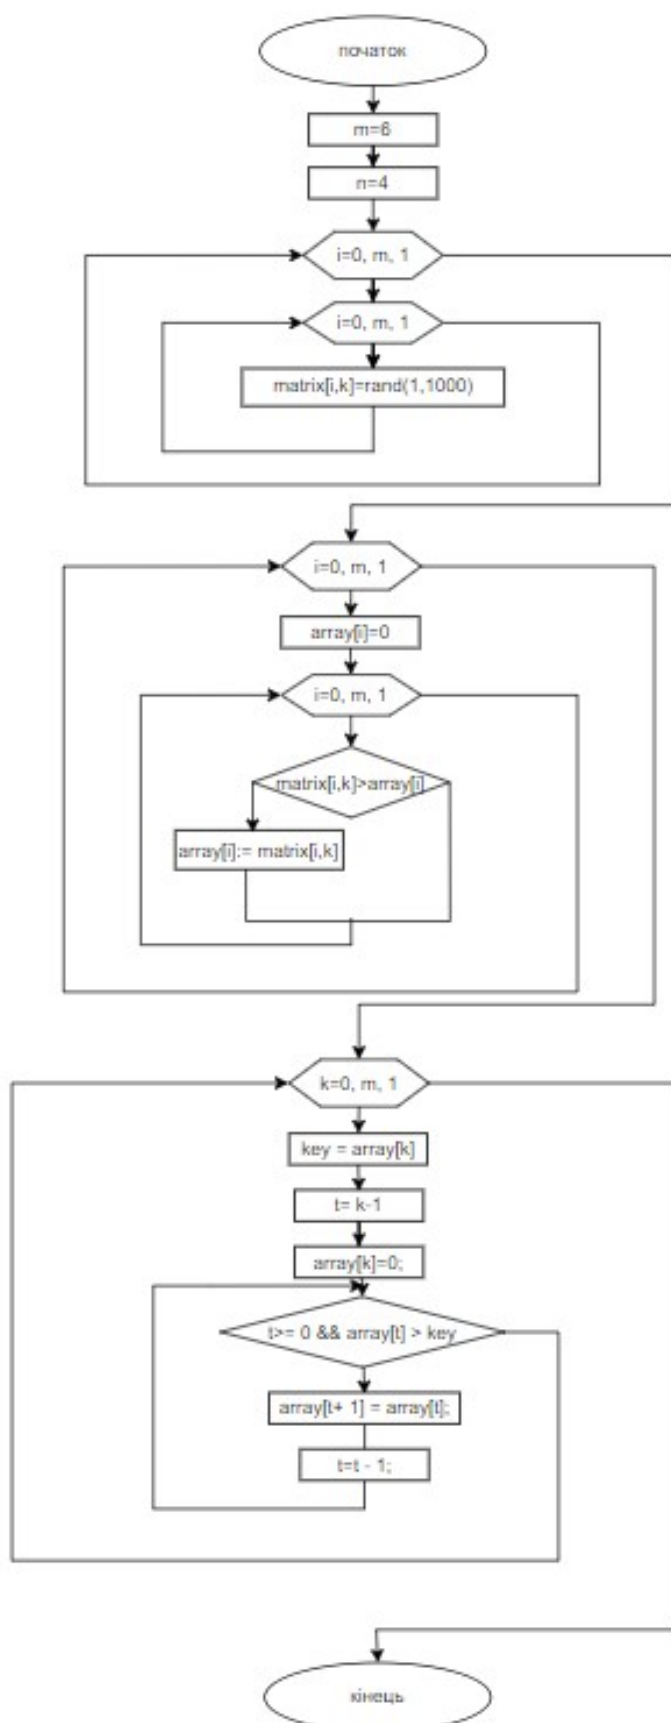 початок
m=6
n=4
i=0, m, 1
i=0, m, 1
matrix[i,k]=rand(1,1000)
i=0, m, 1
array[i]=0
i=0, m, 1
matrix[i,k]>array[i]
array[i]:= matrix[i,k]
k=0, m, 1
key = array[k]
t= k-1
array[k]=0;
t>= 0 && array[t] > key
array[t+ 1] = array[t];
t=t - 1;
кінець